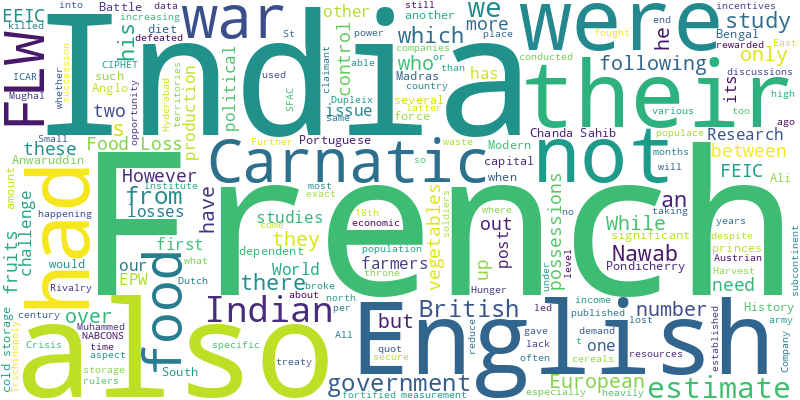 EEIC
killed
increasing
into
data
Battle
diet
defeated
ICAR
Mughal
CIPHET
such
Anglo
two
s
whether
succession
FLW
India
war
his
opportunity
Hyderabad
territories
production
political
St
power
used
SFAC
claimant
other
another
able
control
who
issue
which
companies
or
than
Madras
country
Dupleix
same
several
latter
force
we
more
has
still
only
following
he
were
end
place
conducted
incentives
fought
East
Bengal
rewarded
study
discussions
its
high
their
various
too
populace
ago
Small
these
Anwaruddin
Food Loss
Portuguese
Carnatic
Further
waste
so
Modern
capital
when
not
Chanda Sahib
Research
between
months
will
FEIC
Ali
amount
fruits
challenge
happening
had
However
Institute
losses
from
have
French
studies
dependent
most
exact
18th
come
economic
they
World
population
farmers
where
soldiers
vegetables
up
out
post
no
under
level
possessions
While
an
significant
Nawab
Pondicherry
taking
years
despite
princes
Austrian
need
Harvest
subcontinent
would
Rivalry
our
EPW
first
what
Dutch
food
there
throne
about
broke
north
per
Hunger
Indian
British
English
number
income
led
published
gave
demand
lack
t
often
lost
cereals
one
resources
History
army
established
Company
cold storage
Trichinopoly
century
Crisis
Muhammed
NABCONS
time
aspect
storage
rulers
over
South
also
specific
treaty
All
but
quot
secure
reduce
government
fortified
measurement
especially
heavily
European
estimate